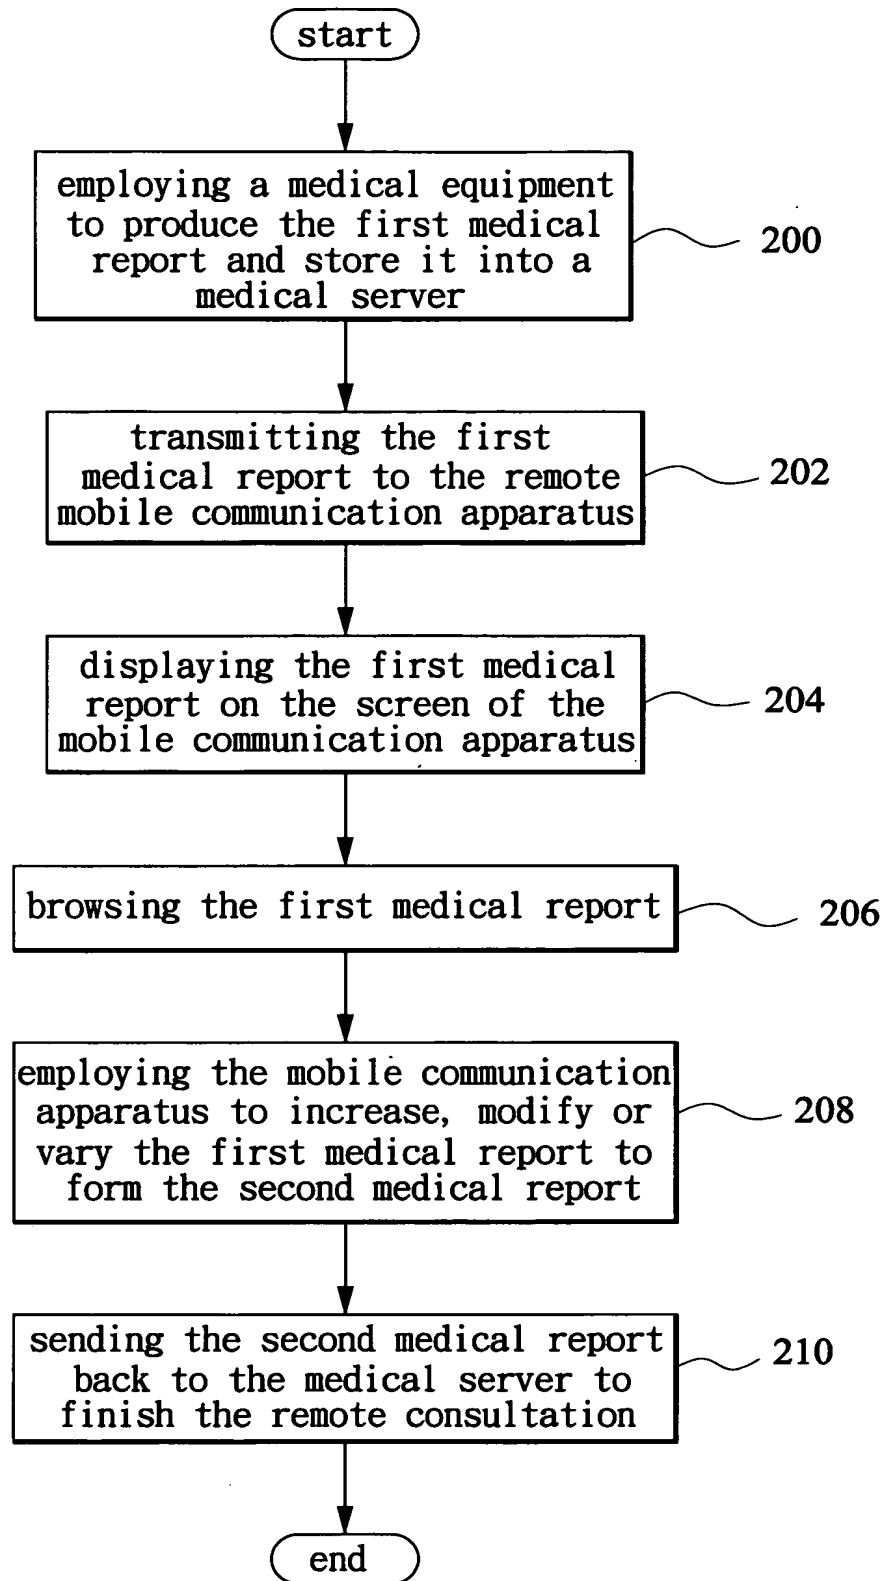 start
employing a medical equipment
to produce the first medical
report and store it into a
medical server
200
transmitting the first
medical report to the remote
mobile communication apparatus
202
displaying the first medical
report on the screen of the
mobile communication apparatus
204
browsing the first medical report
206
employing the mobile communication
apparatus to increase, modify or
vary the first medical report to
form the second medical report
208
sending the second medical report
back to the medical server to
finish the remote consultation
210
end